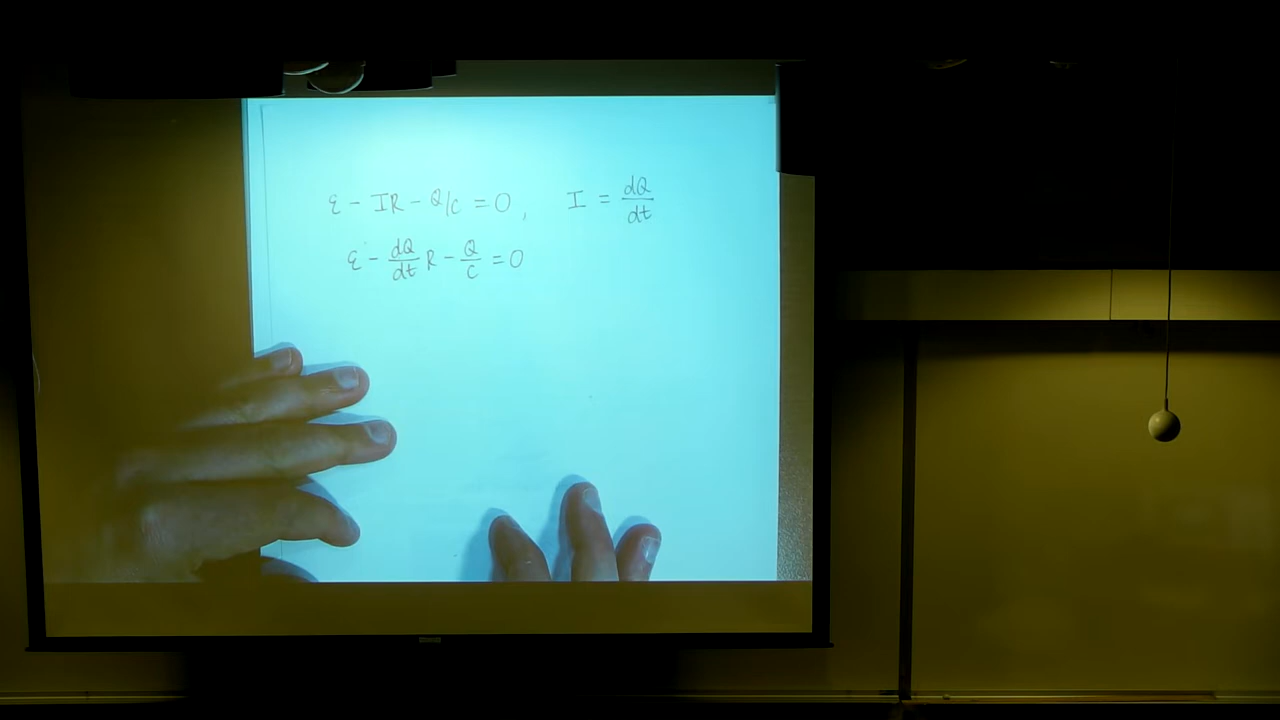 ε - IR - Q/C = 0, I = dQ/dt
ε - dQ/dt R - Q/C = 0